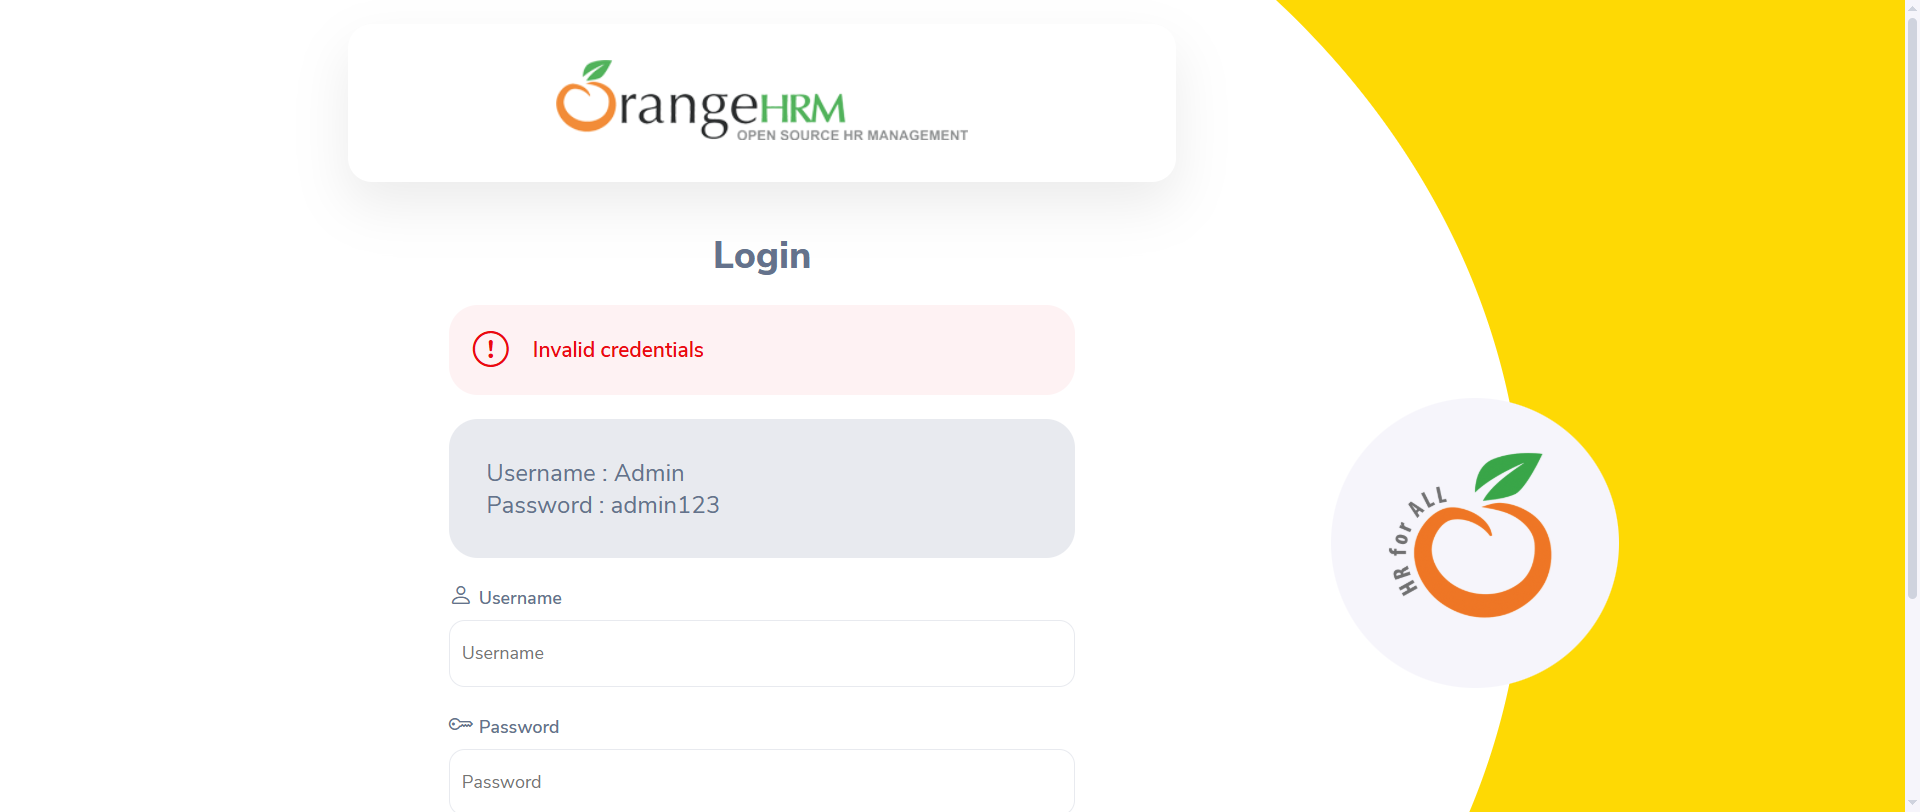 OrangeHRM
OPEN SOURCE HR MANAGEMENT
Login
Invalid credentials
Username : Admin
Password : admin123
Username
Username
Password
Password
HR for ALL